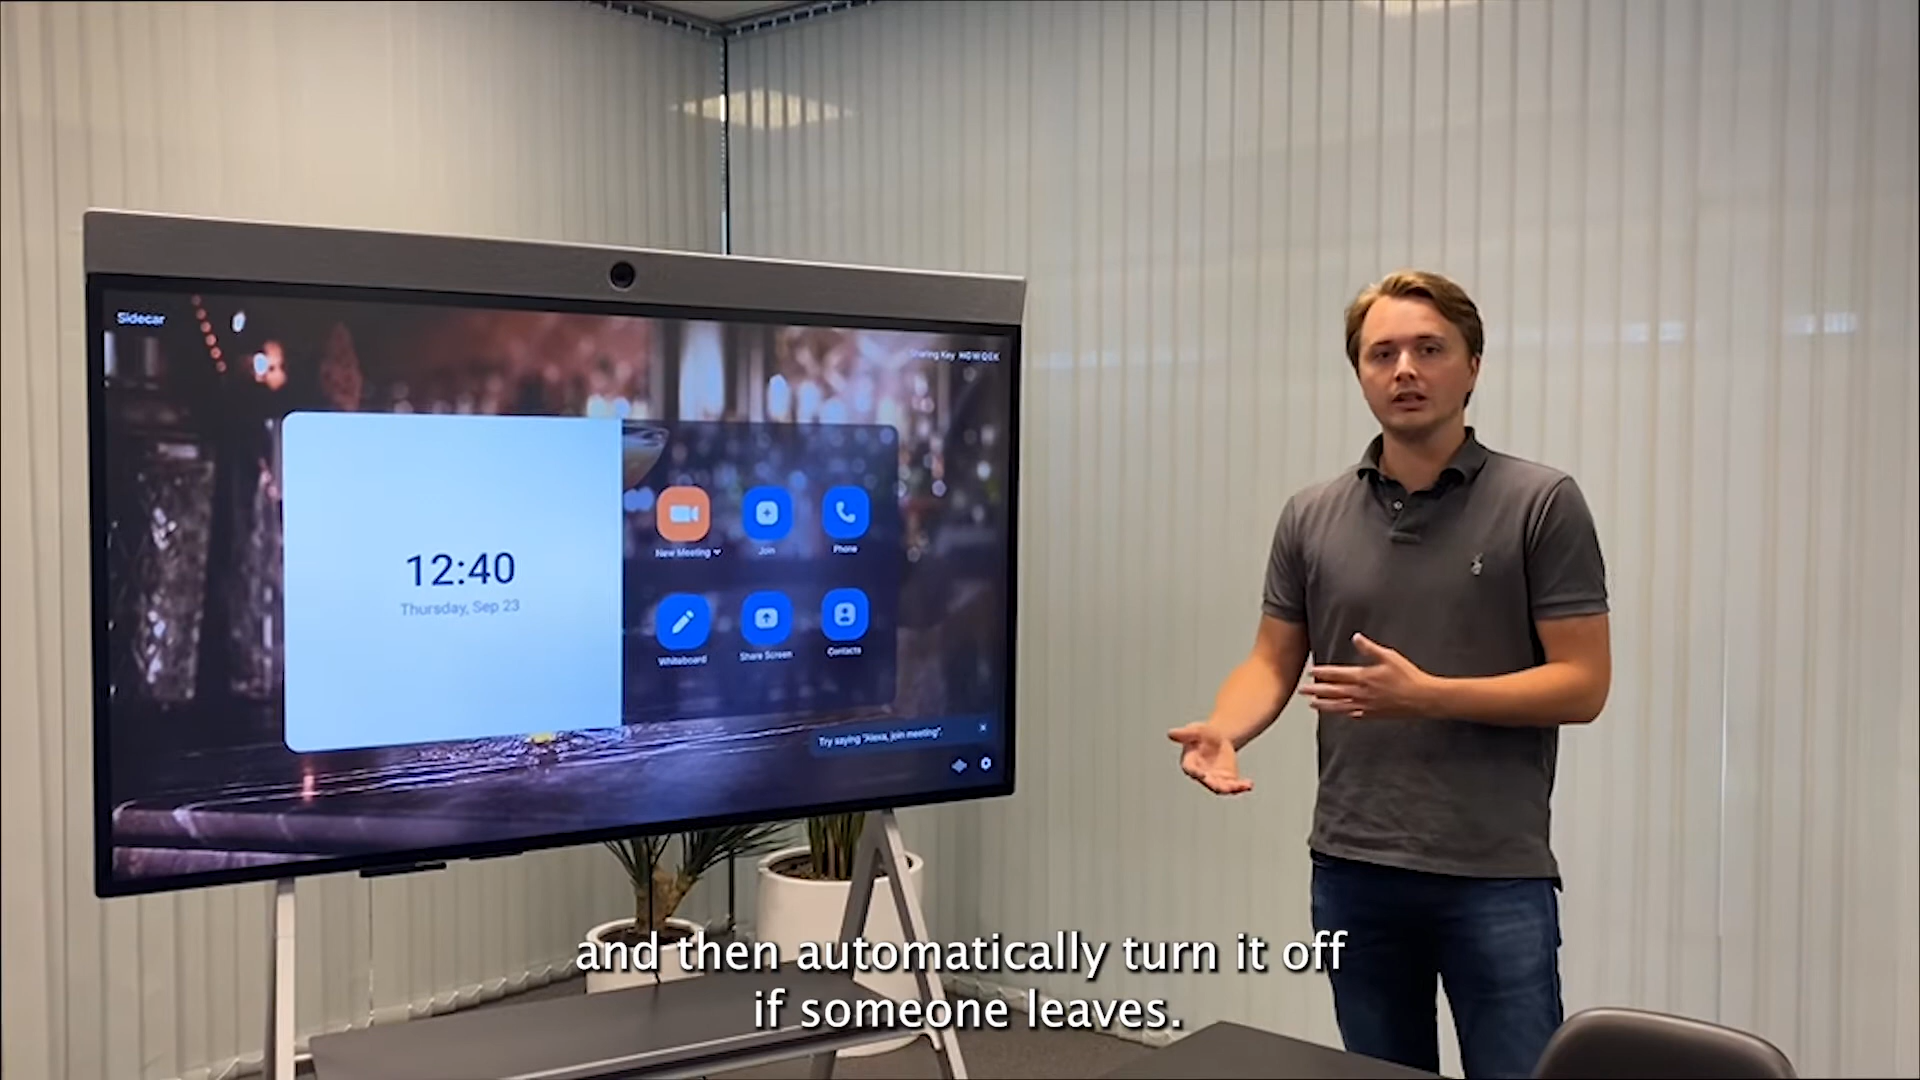 Sidecar
Sharing Key
12:40
Thursday, Sep 23
New Meeting
Join
Phone
Whiteboard
Share Screen
Contacts
Try saying "Alexa, join meeting".
and then automatically turn it off
if someone leaves.